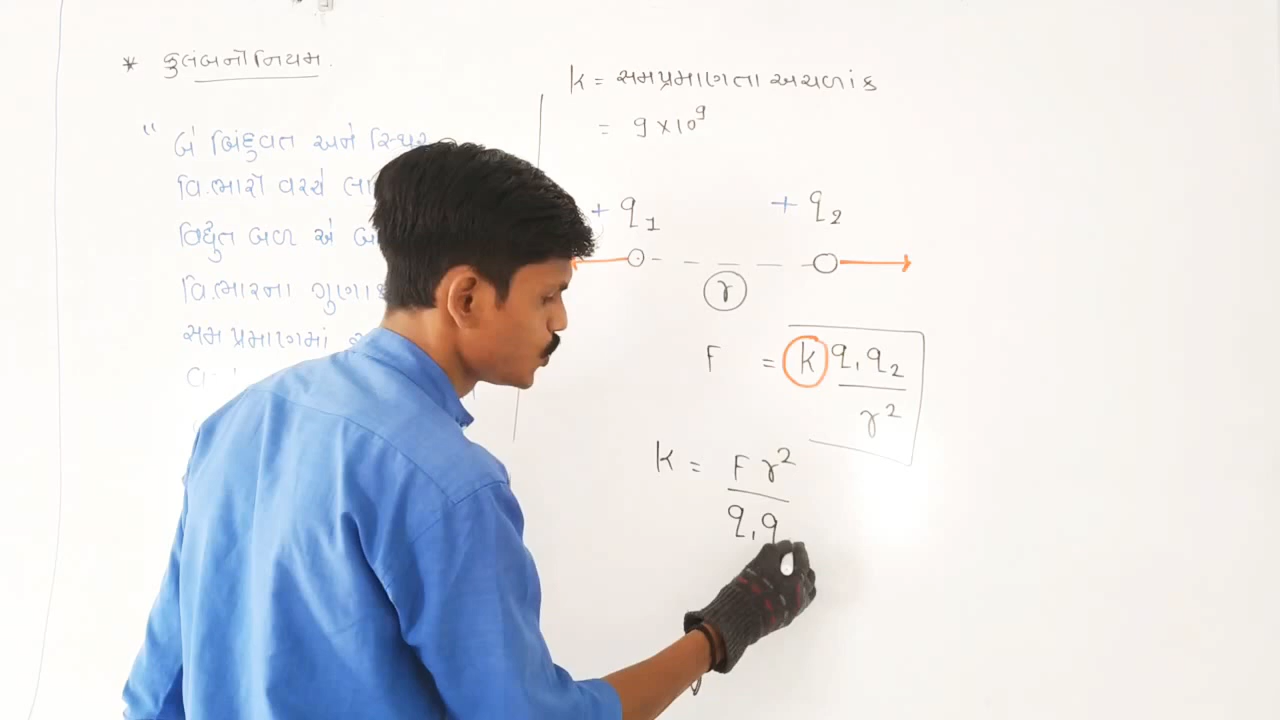 * કુલંબનો નિયમ.
" બે બિંદુવત અને સ્થિર
વિ.ભારો વચ્ચે
વિદ્યુત બળ એ
વિ.ભારના
સમપ્રમાણમાં
k = સમપ્રમાણતા અચળાંક
= 9 × 10⁹
+ q₁ + q₂
r
F = k q₁q₂
r²
k = F r²
q₁q